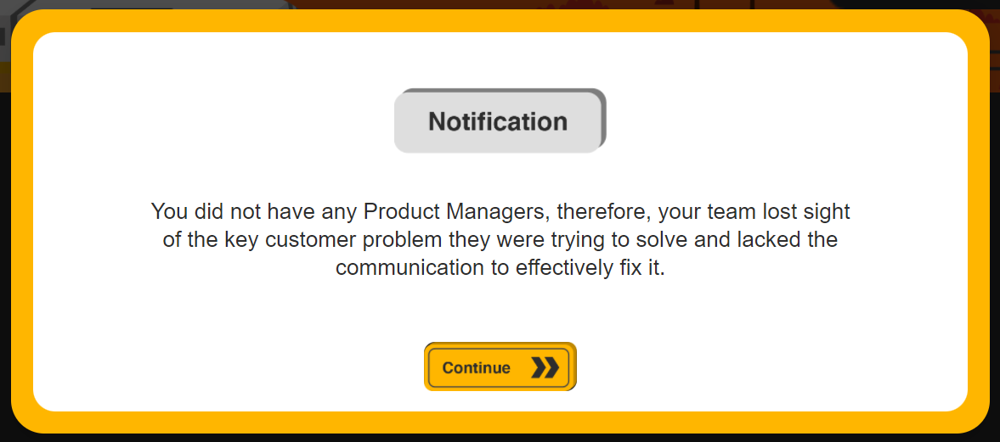 Notification
You did not have any Product Managers, therefore, your team lost sight
of the key customer problem they were trying to solve and lacked the
communication to effectively fix it.
Continue